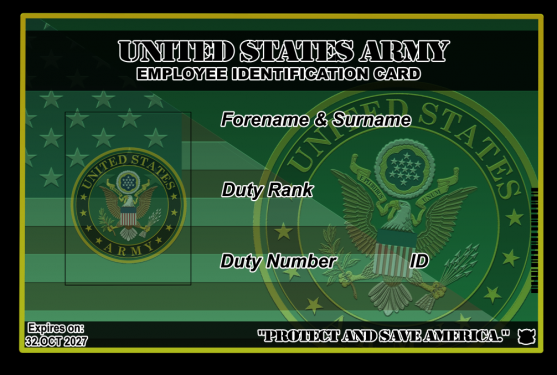 UNITED STATES ARMY
EMPLOYEE IDENTIFICATION CARD
Forename & Surname
UNITED STATES
ARMY
UNITED STA
Duty Rank
Duty Number ID
Expires on:
32.OCT 2027
"PROTECT AND SAVE AMERICA."